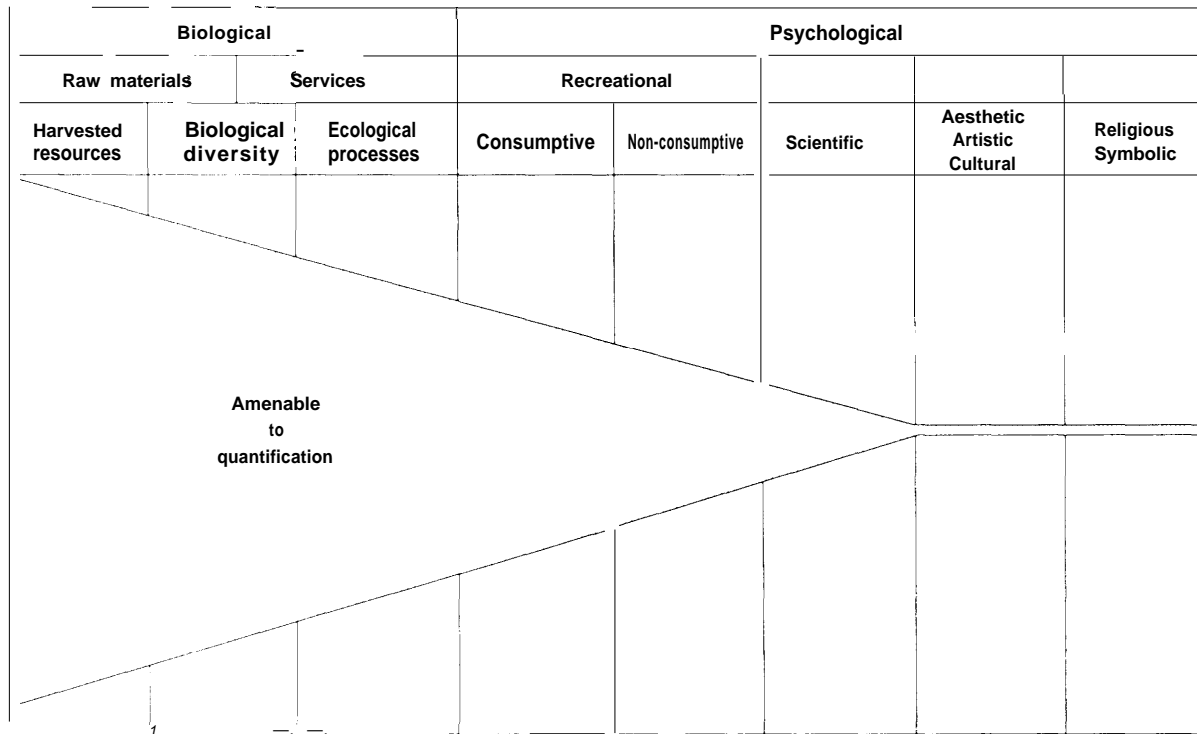 Biological
Psychological
Raw materials
Services
Recreational
Harvested
resources
Biological
diversity
Ecological
processes
Consumptive
Non-consumptive
Scientific
Aesthetic
Artistic
Cultural
Religious
Symbolic
Amenable
to
quantification
1